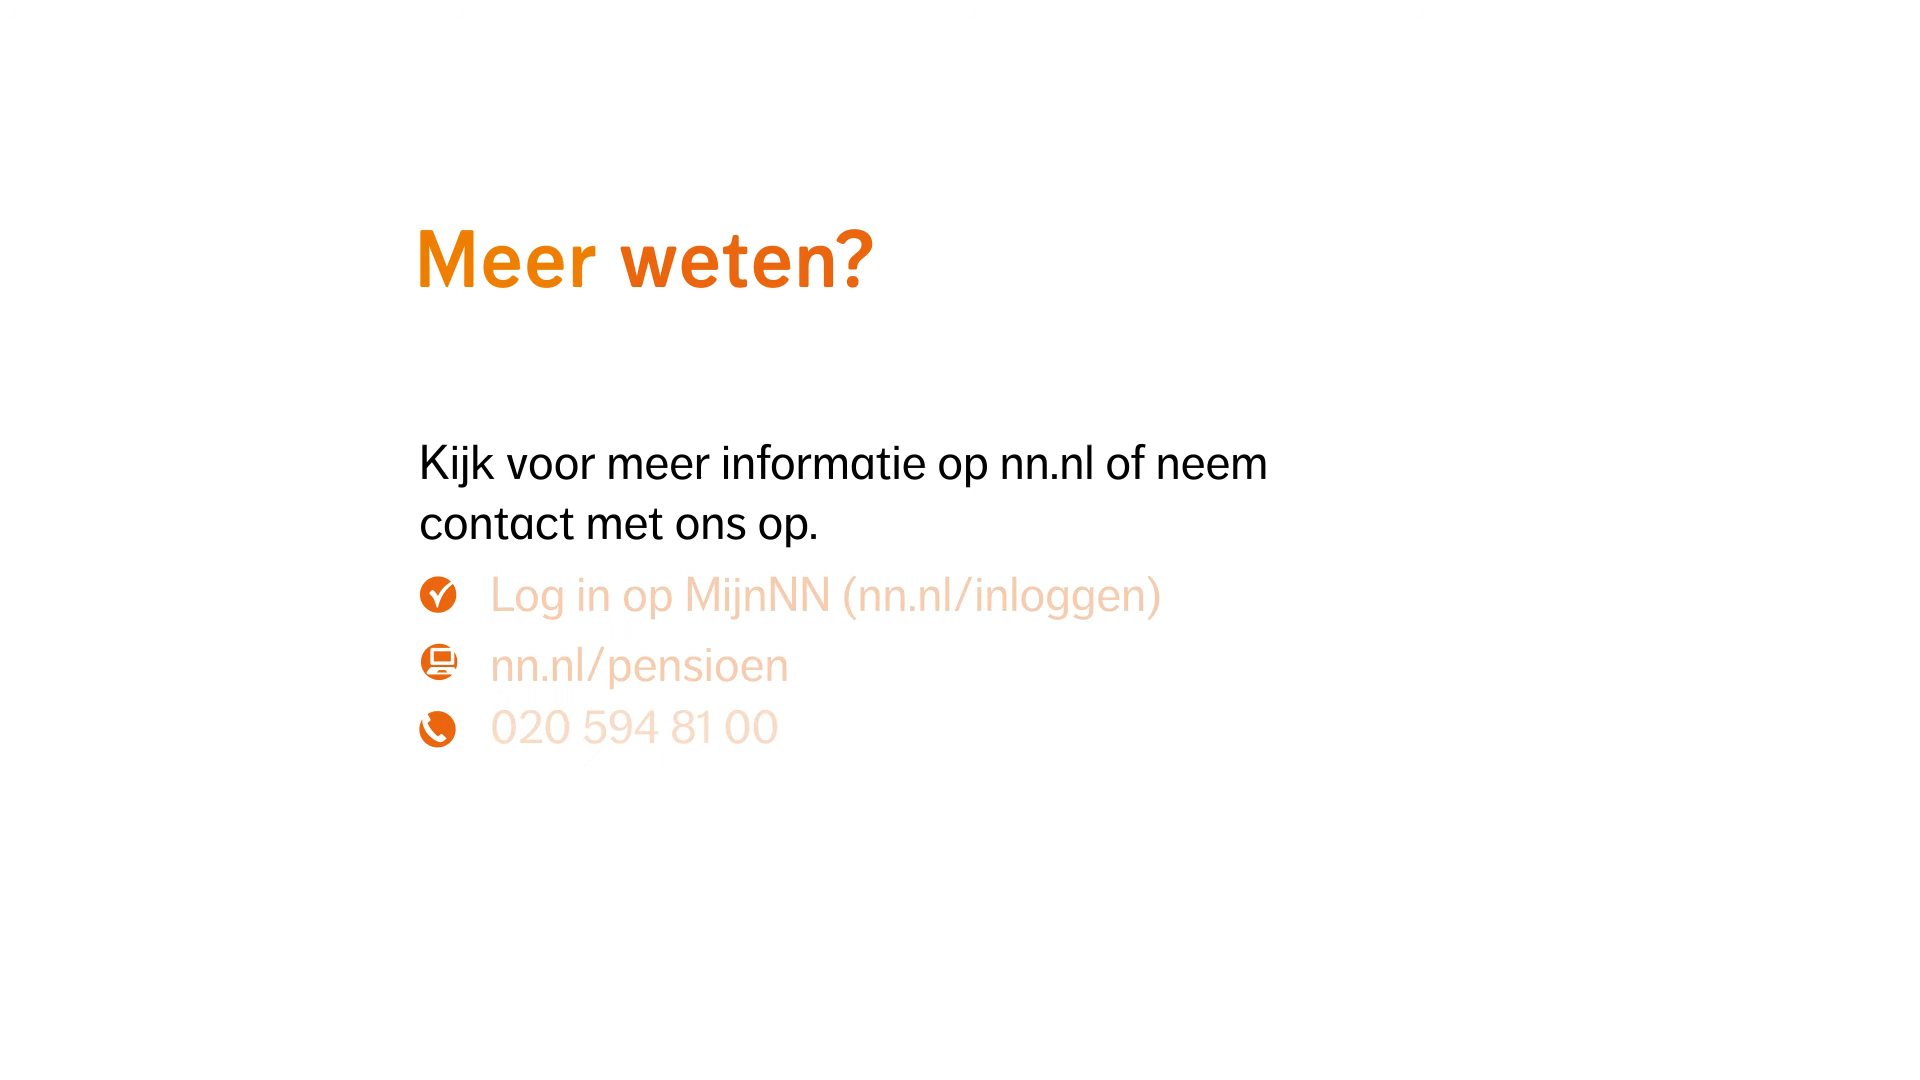 Meer weten?
Kijk voor meer informatie op nn.nl of neem
contact met ons op.
Log in op MijnNN (nn.nl/inloggen)
nn.nl/pensioen
020 594 81 00